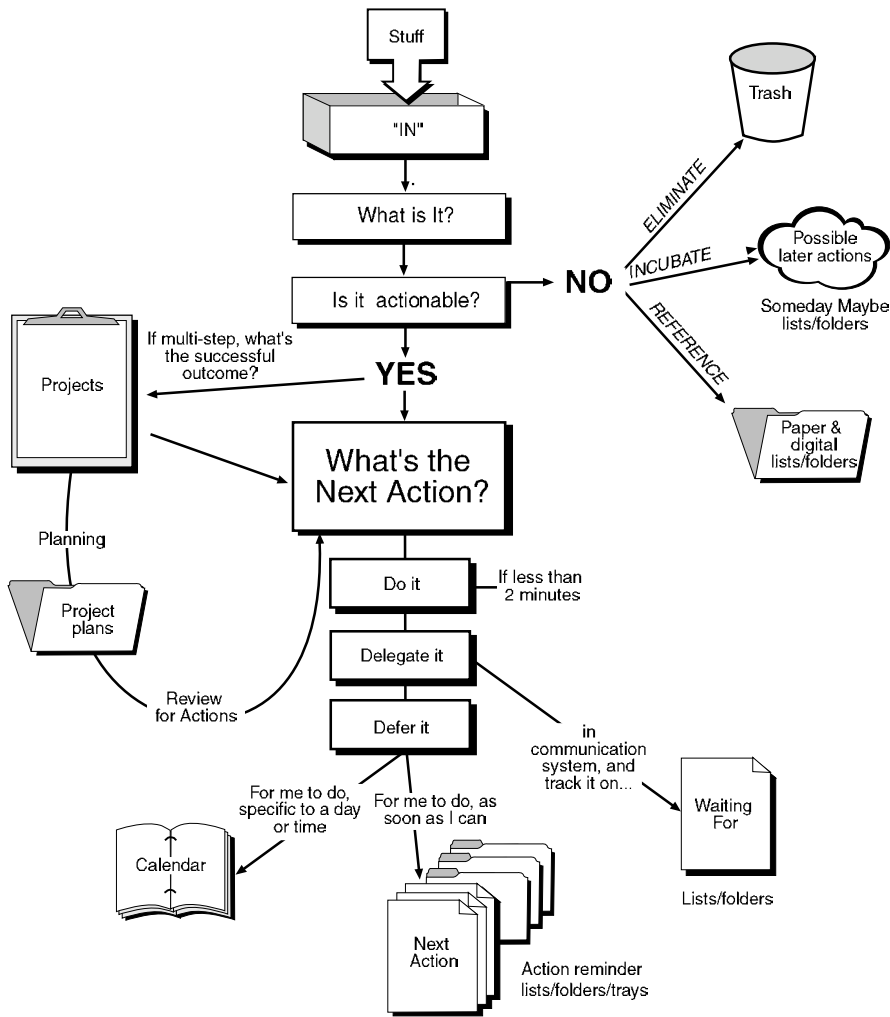 Stuff
"IN"
What is It?
Is it actionable?
NO
ELIMINATE
Trash
INCUBATE
Possible
later actions
Someday Maybe
lists/folders
REFERENCE
Paper &
digital
lists/folders
YES
If multi-step, what's
the successful
outcome?
Projects
What's the
Next Action?
Planning
Project
plans
Review
for Actions
Do it
If less than
2 minutes
Delegate it
Defer it
in
communication
system, and
track it on...
Waiting
For
Lists/folders
For me to do,
specific to a day
or time
Calendar
For me to do, as
soon as I can
Next
Action
Action reminder
lists/folders/trays